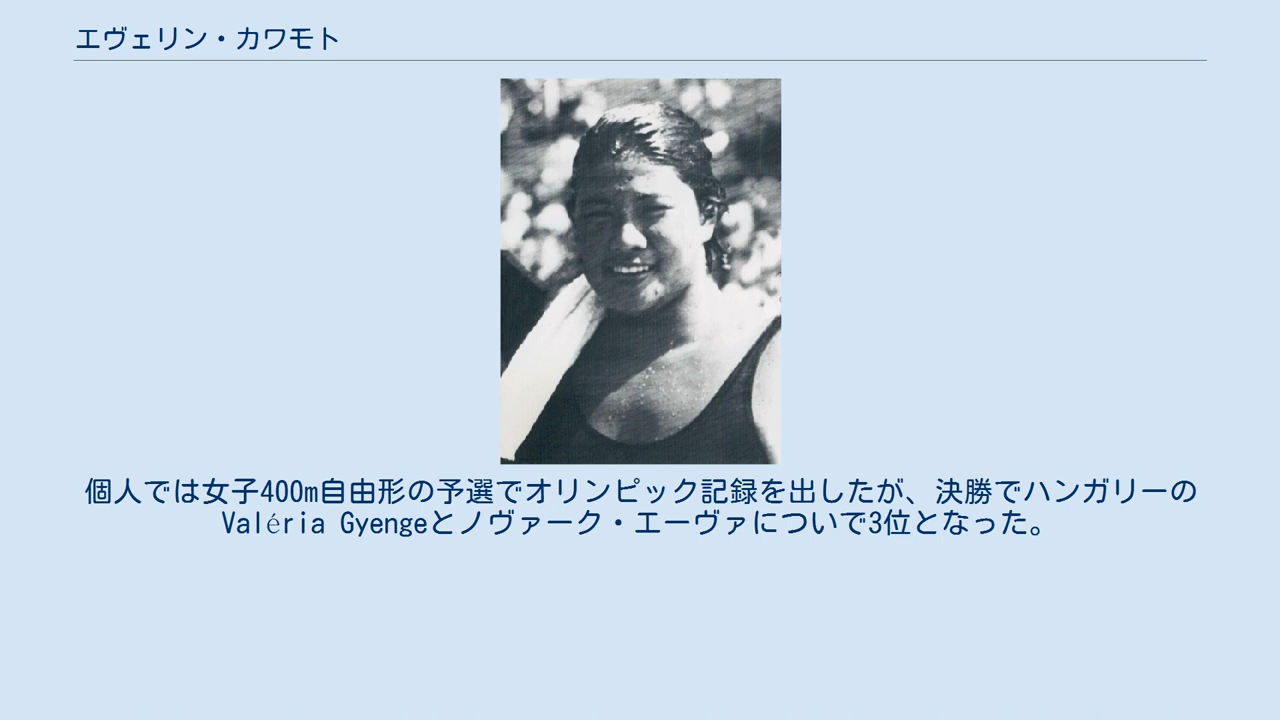 エヴェリン・カワモト
個人では女子400m自由形の予選でオリンピック記録を出したが、決勝でハンガリーの
Valéria Gyengeとノヴァーク・エーヴァについで3位となった。